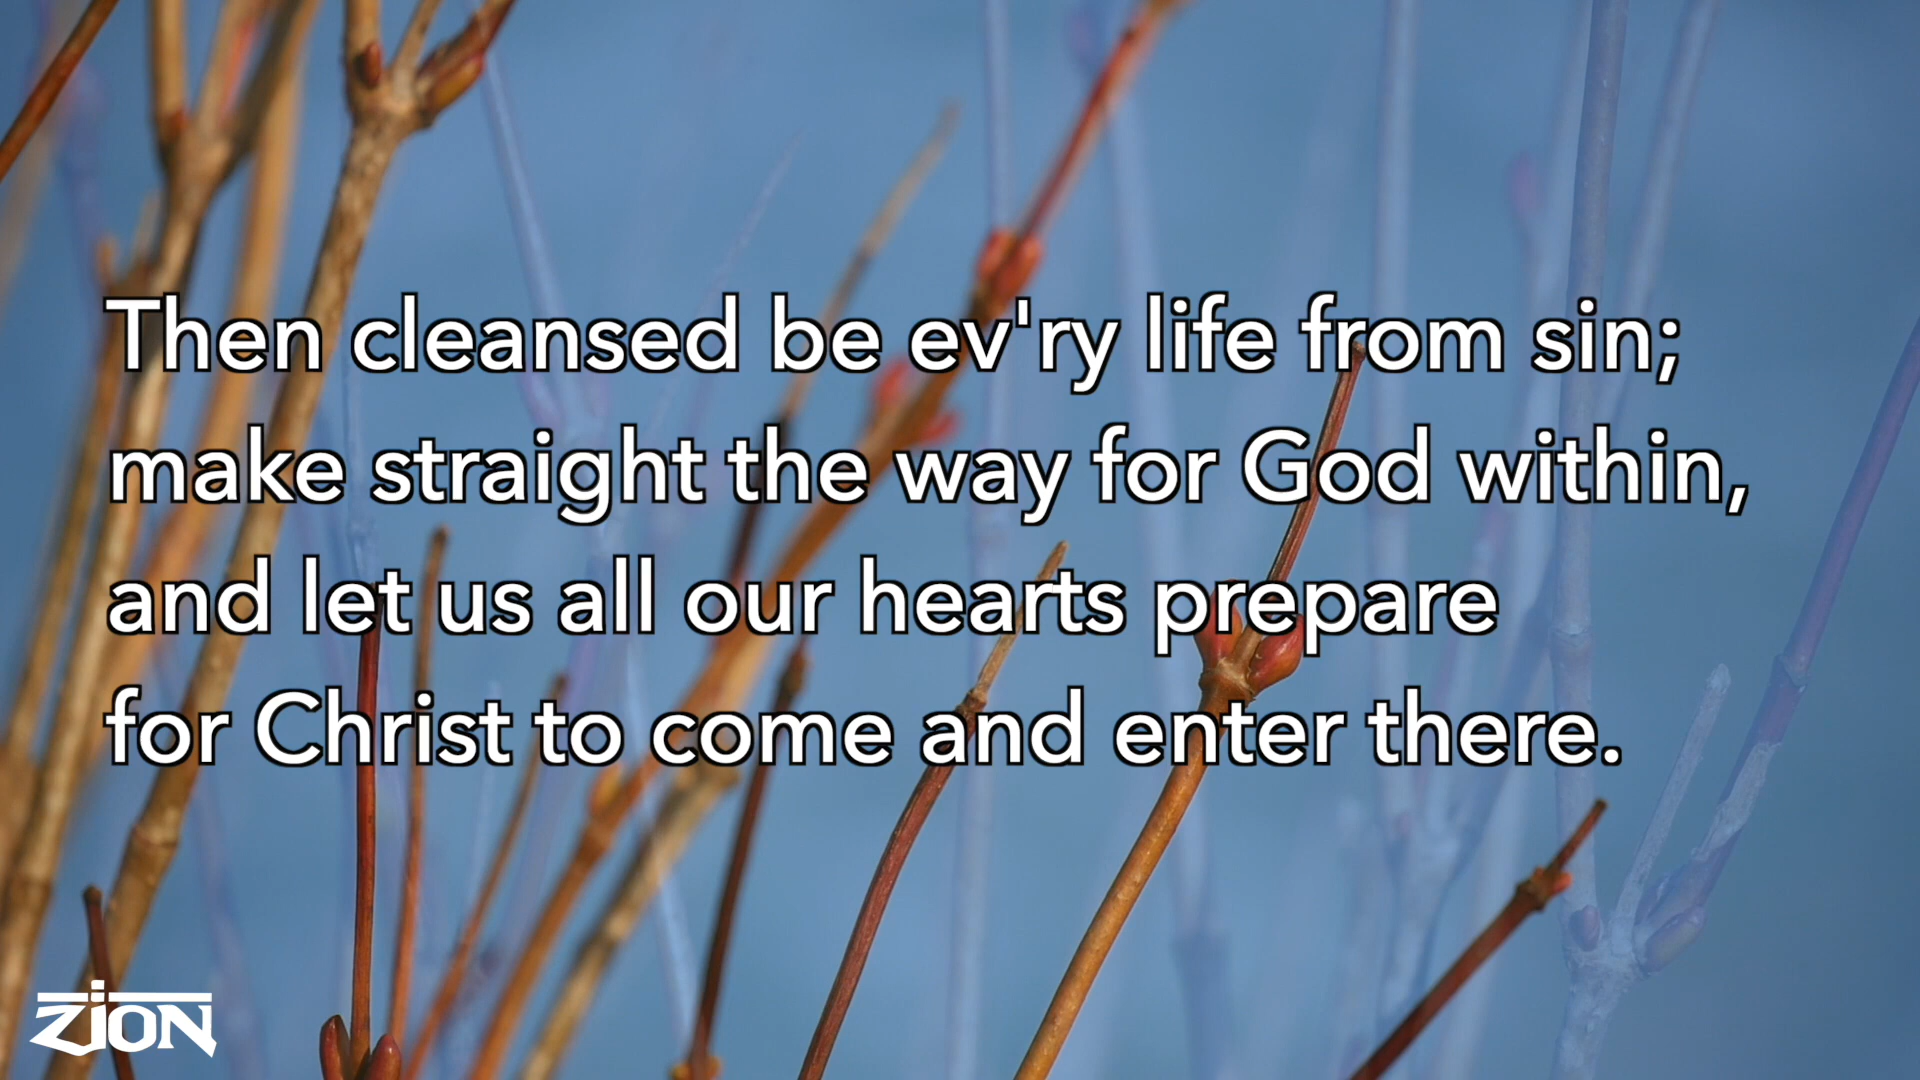 Then cleansed be ev'ry life from sin;
make straight the way for God within,
and let us all our hearts prepare
for Christ to come and enter there.
ZION